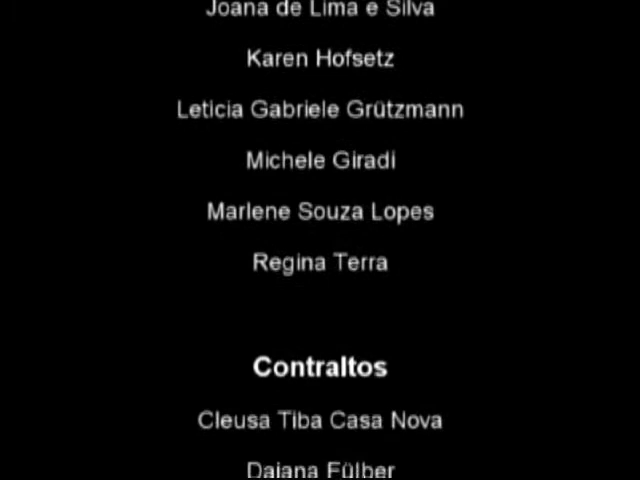 Joana de Lima e Silva
Karen Hofsetz
Leticia Gabriele Grützmann
Michele Giradi
Marlene Souza Lopes
Regina Terra
Contraltos
Cleusa Tiba Casa Nova
Daiana Fülber